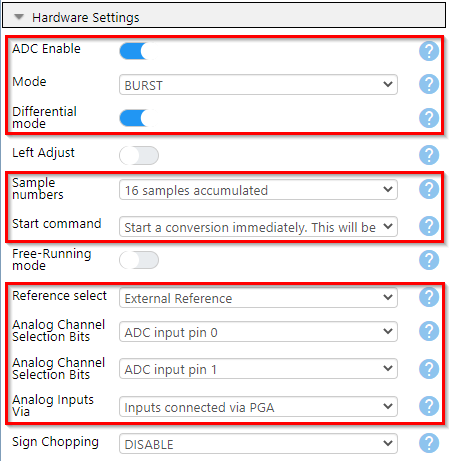 Hardware Settings
ADC Enable
?
Mode
BURST
?
Differential
mode
?
Left Adjust
?
Sample
numbers
16 samples accumulated
?
Start command
Start a conversion immediately. This will be
?
Free-Running
mode
?
Reference select
External Reference
?
Analog Channel
Selection Bits
ADC input pin 0
?
Analog Channel
Selection Bits
ADC input pin 1
?
Analog Inputs
Via
Inputs connected via PGA
?
Sign Chopping
DISABLE
?